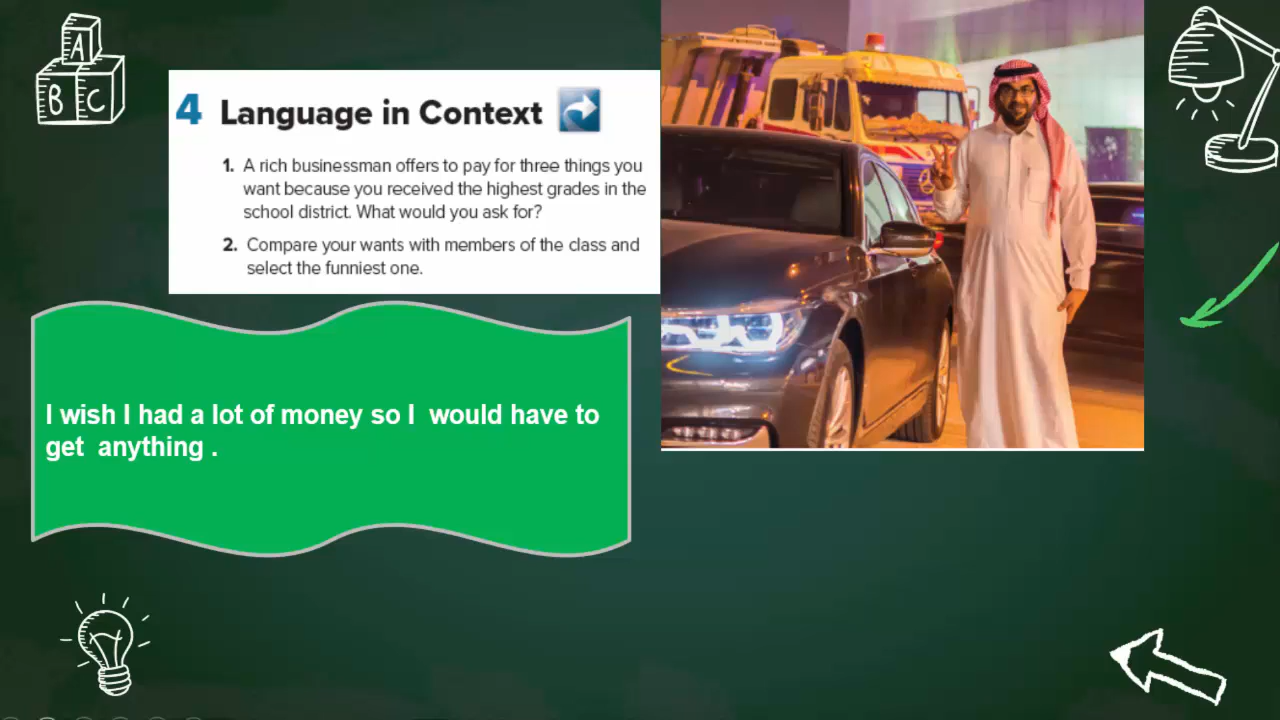 A
B C
4 Language in Context
1. A rich businessman offers to pay for three things you
want because you received the highest grades in the
school district. What would you ask for?
2. Compare your wants with members of the class and
select the funniest one.
I wish I had a lot of money so I  would have to
get  anything .